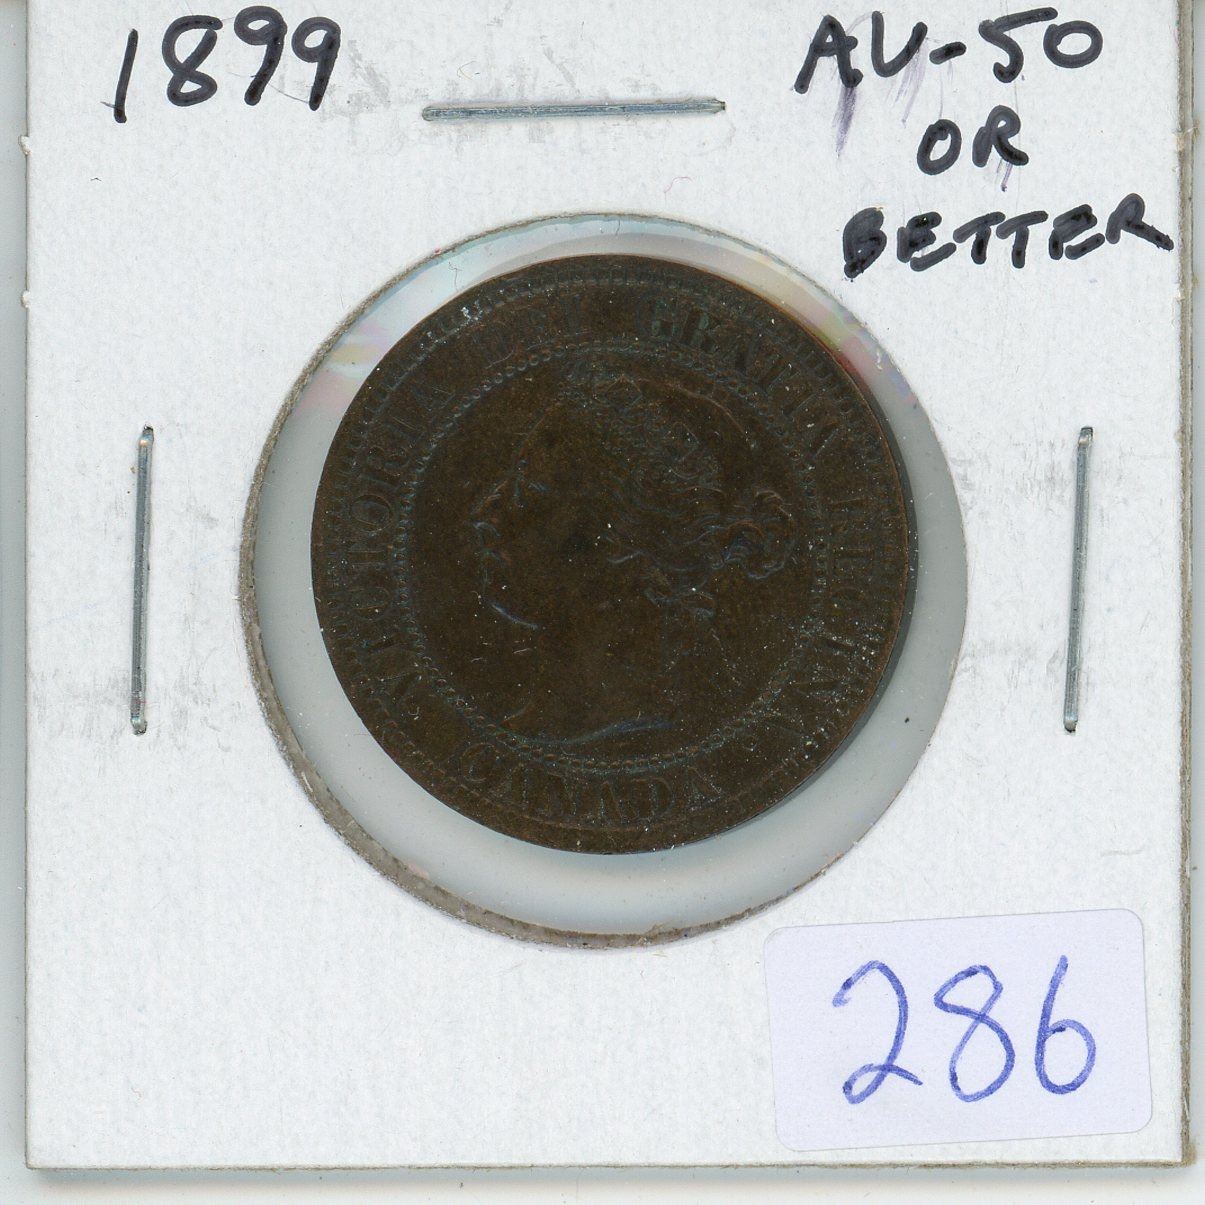 1899
AU-50
OR
BETTER
VICTORIA DEI GRATIA REGINA.
CANADA
286